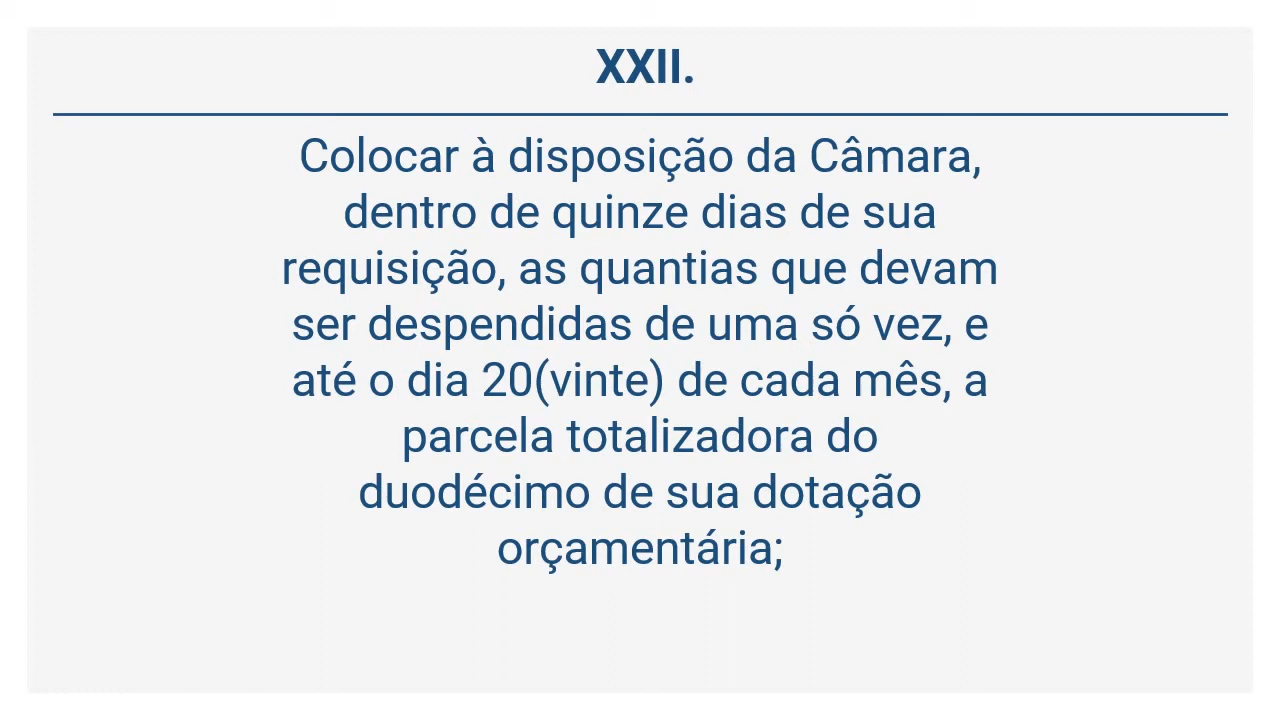 XXII.
Colocar à disposição da Câmara,
dentro de quinze dias de sua
requisição, as quantias que devam
ser despendidas de uma só vez, e
até o dia 20(vinte) de cada mês, a
parcela totalizadora do
duodécimo de sua dotação
orçamentária;